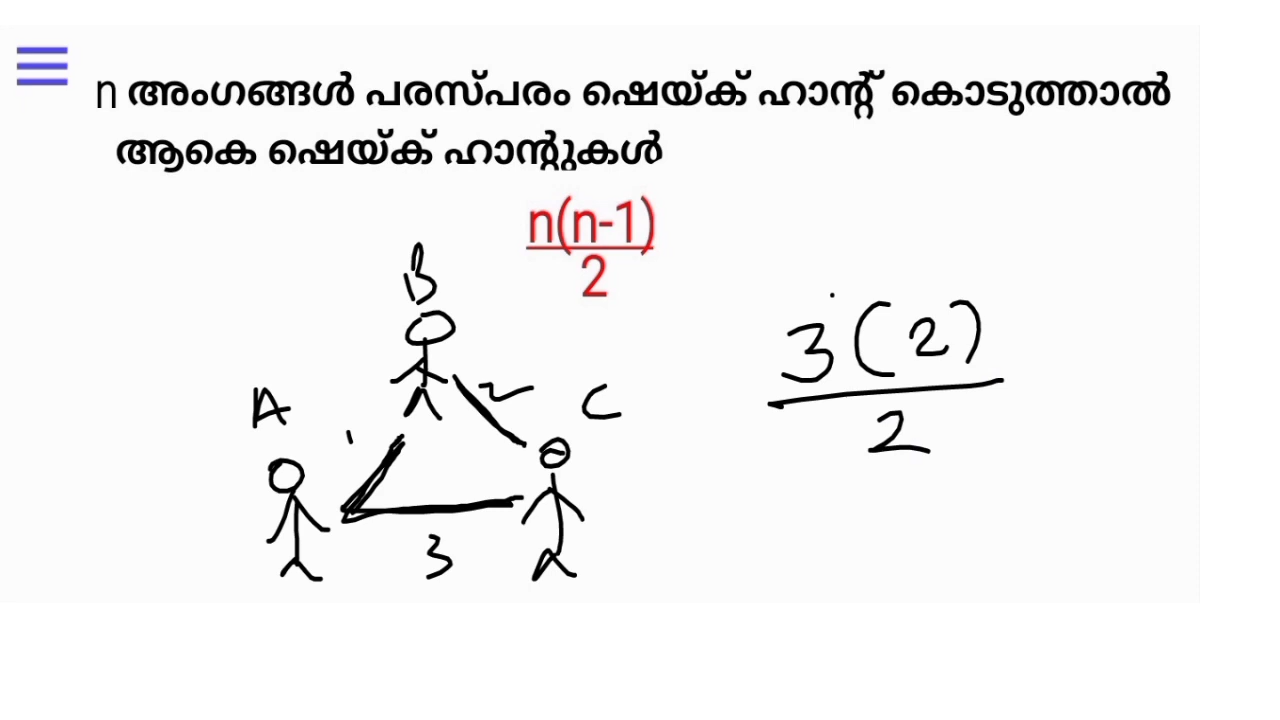 n അംഗങ്ങൾ പരസ്പരം ഷെയ്ക് ഹാന്റ് കൊടുത്താൽ
ആകെ ഷെയ്ക് ഹാന്റുകൾ
n(n-1)
2
B
A
C
1
2
3
3(2)
2